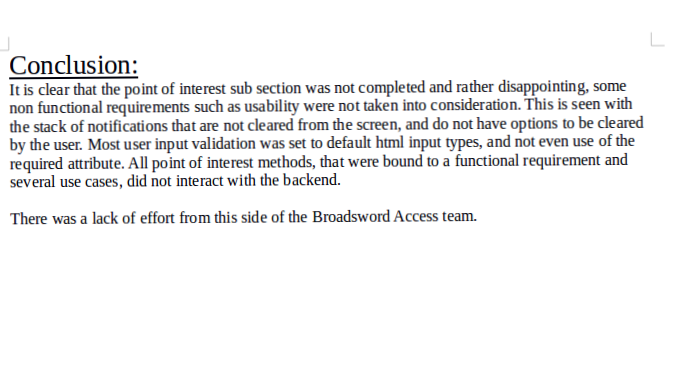 Conclusion:
It is clear that the point of interest sub section was not completed and rather disappointing, some
non functional requirements such as usability were not taken into consideration. This is seen with
the stack of notifications that are not cleared from the screen, and do not have options to be cleared
by the user. Most user input validation was set to default html input types, and not even use of the
required attribute. All point of interest methods, that were bound to a functional requirement and
several use cases, did not interact with the backend.
There was a lack of effort from this side of the Broadsword Access team.